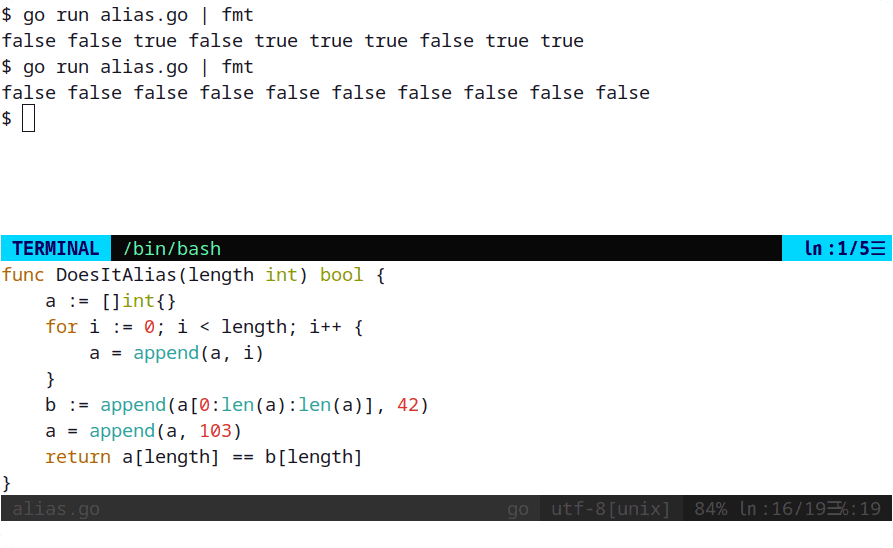 $ go run alias.go | fmt
false false true false true true true false true true
$ go run alias.go | fmt
false false false false false false false false false false
$
TERMINAL /bin/bash ln:1/5☰
func DoesItAlias(length int) bool {
    a := []int{}
    for i := 0; i < length; i++ {
        a = append(a, i)
    }
    b := append(a[0:len(a):len(a)], 42)
    a = append(a, 103)
    return a[length] == b[length]
}
alias.go go utf-8[unix] 84% ln:16/19☰℅:19